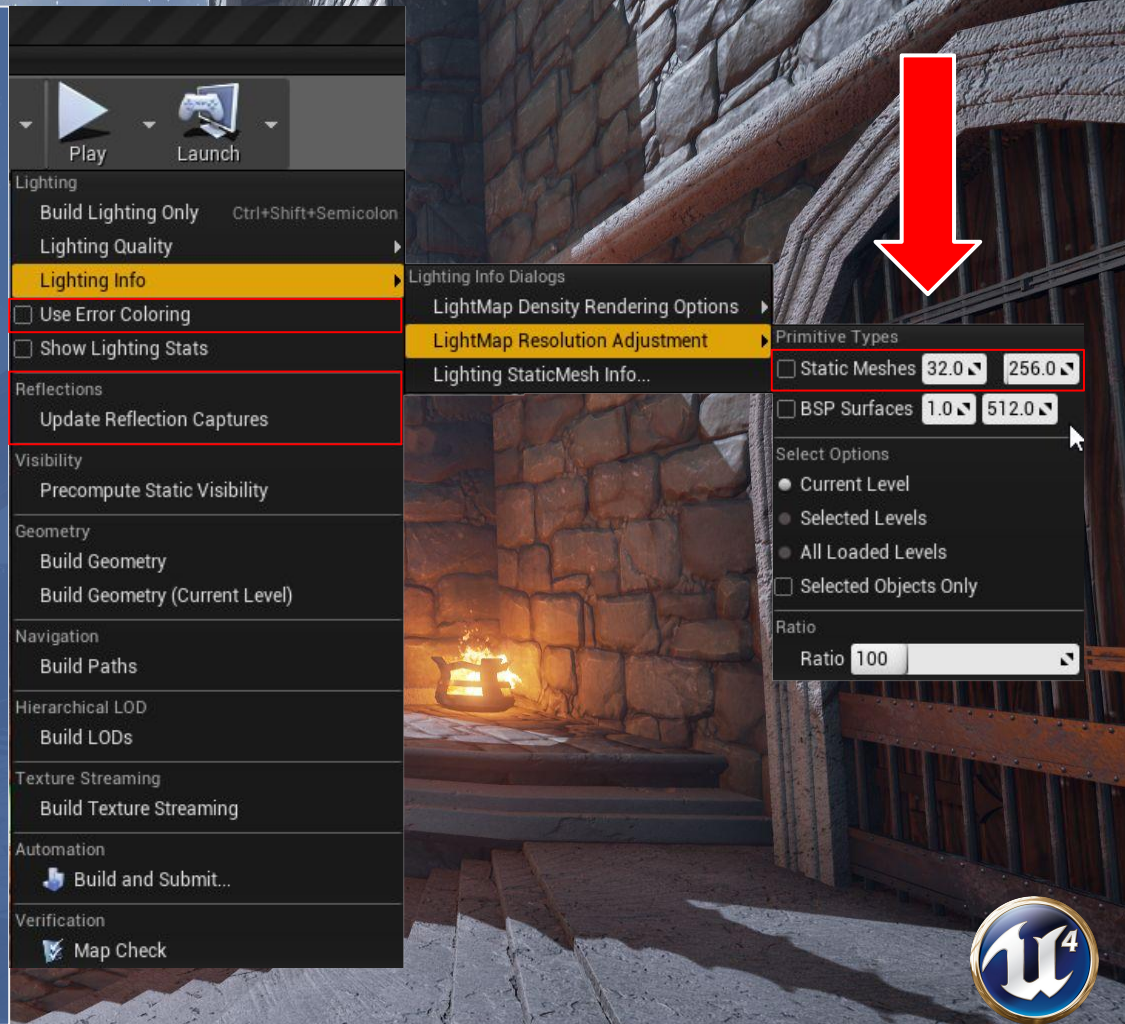 Play
Launch
Lighting
Build Lighting Only Ctrl+Shift+Semicolon
Lighting Quality
Lighting Info
Use Error Coloring
Show Lighting Stats
Reflections
Update Reflection Captures
Visibility
Precompute Static Visibility
Geometry
Build Geometry
Build Geometry (Current Level)
Navigation
Build Paths
Hierarchical LOD
Build LODs
Texture Streaming
Build Texture Streaming
Automation
Build and Submit...
Verification
Map Check
Lighting Info Dialogs
LightMap Density Rendering Options
LightMap Resolution Adjustment
Lighting StaticMesh Info...
Primitive Types
Static Meshes 32.0 256.0
BSP Surfaces 1.0 512.0
Select Options
Current Level
Selected Levels
All Loaded Levels
Selected Objects Only
Ratio
Ratio 100
U 4